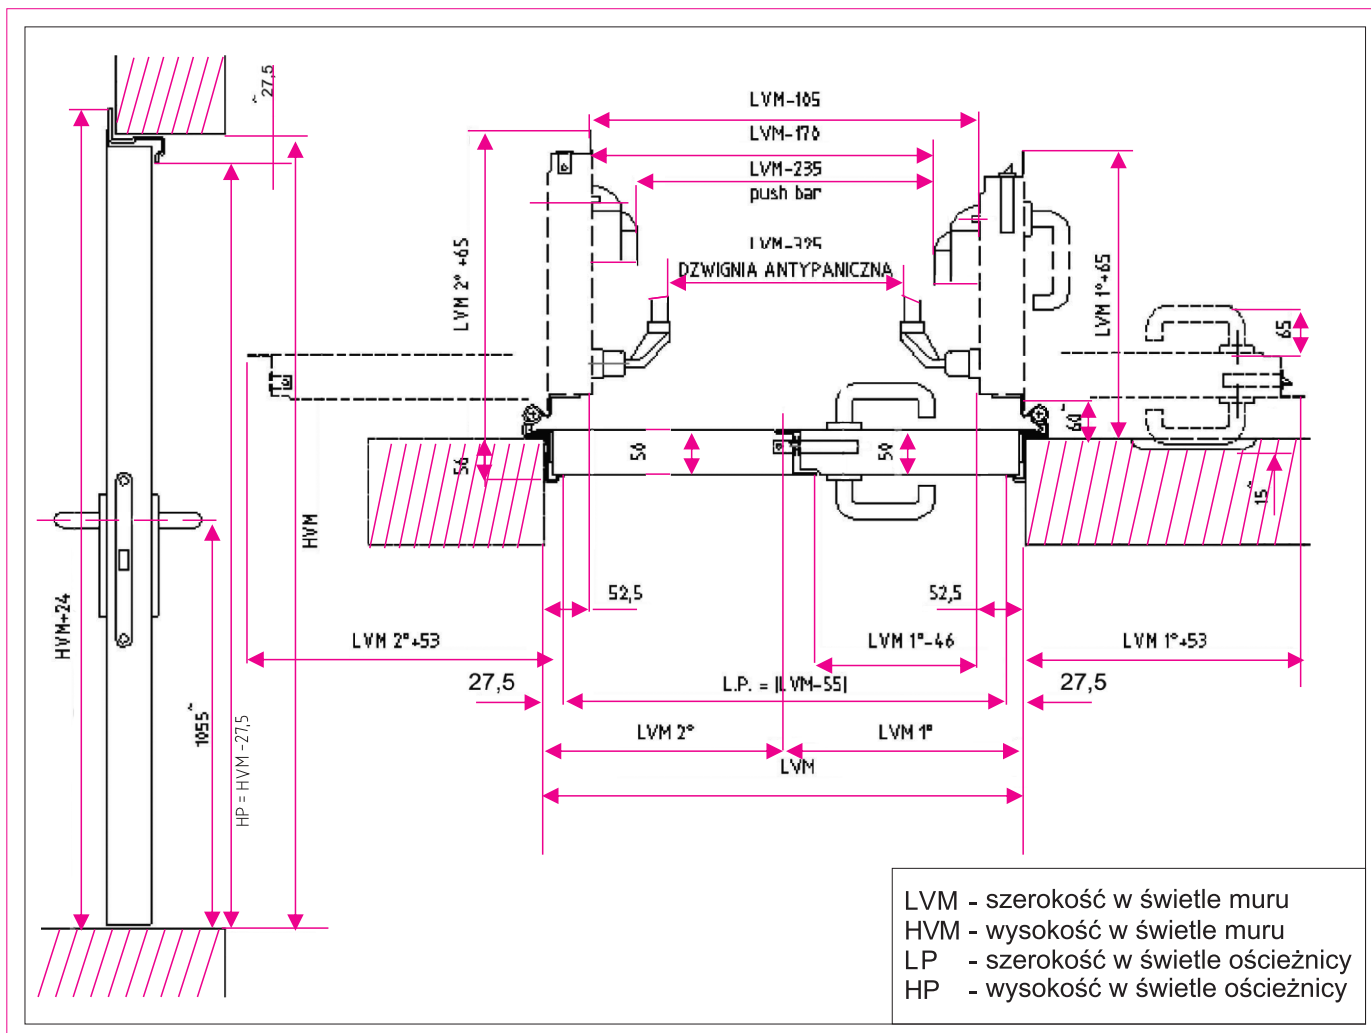 27,5
LVM-105
LVM-170
LVM-235
push bar
LVM-325
DZWIGNIA ANTYPANICZNA
LVM 2° +65
LVM 1°+65
65
60
56
50
50
15
HVM
HVM+24
1055
HP = HVM -27,5
52,5
52,5
LVM 2°+53
LVM 1°-46
LVM 1°+53
27,5
L.P. = |LVM-55|
27,5
LVM 2°
LVM 1°
LVM
LVM - szerokość w świetle muru
HVM - wysokość w świetle muru
LP - szerokość w świetle ościeżnicy
HP - wysokość w świetle ościeżnicy